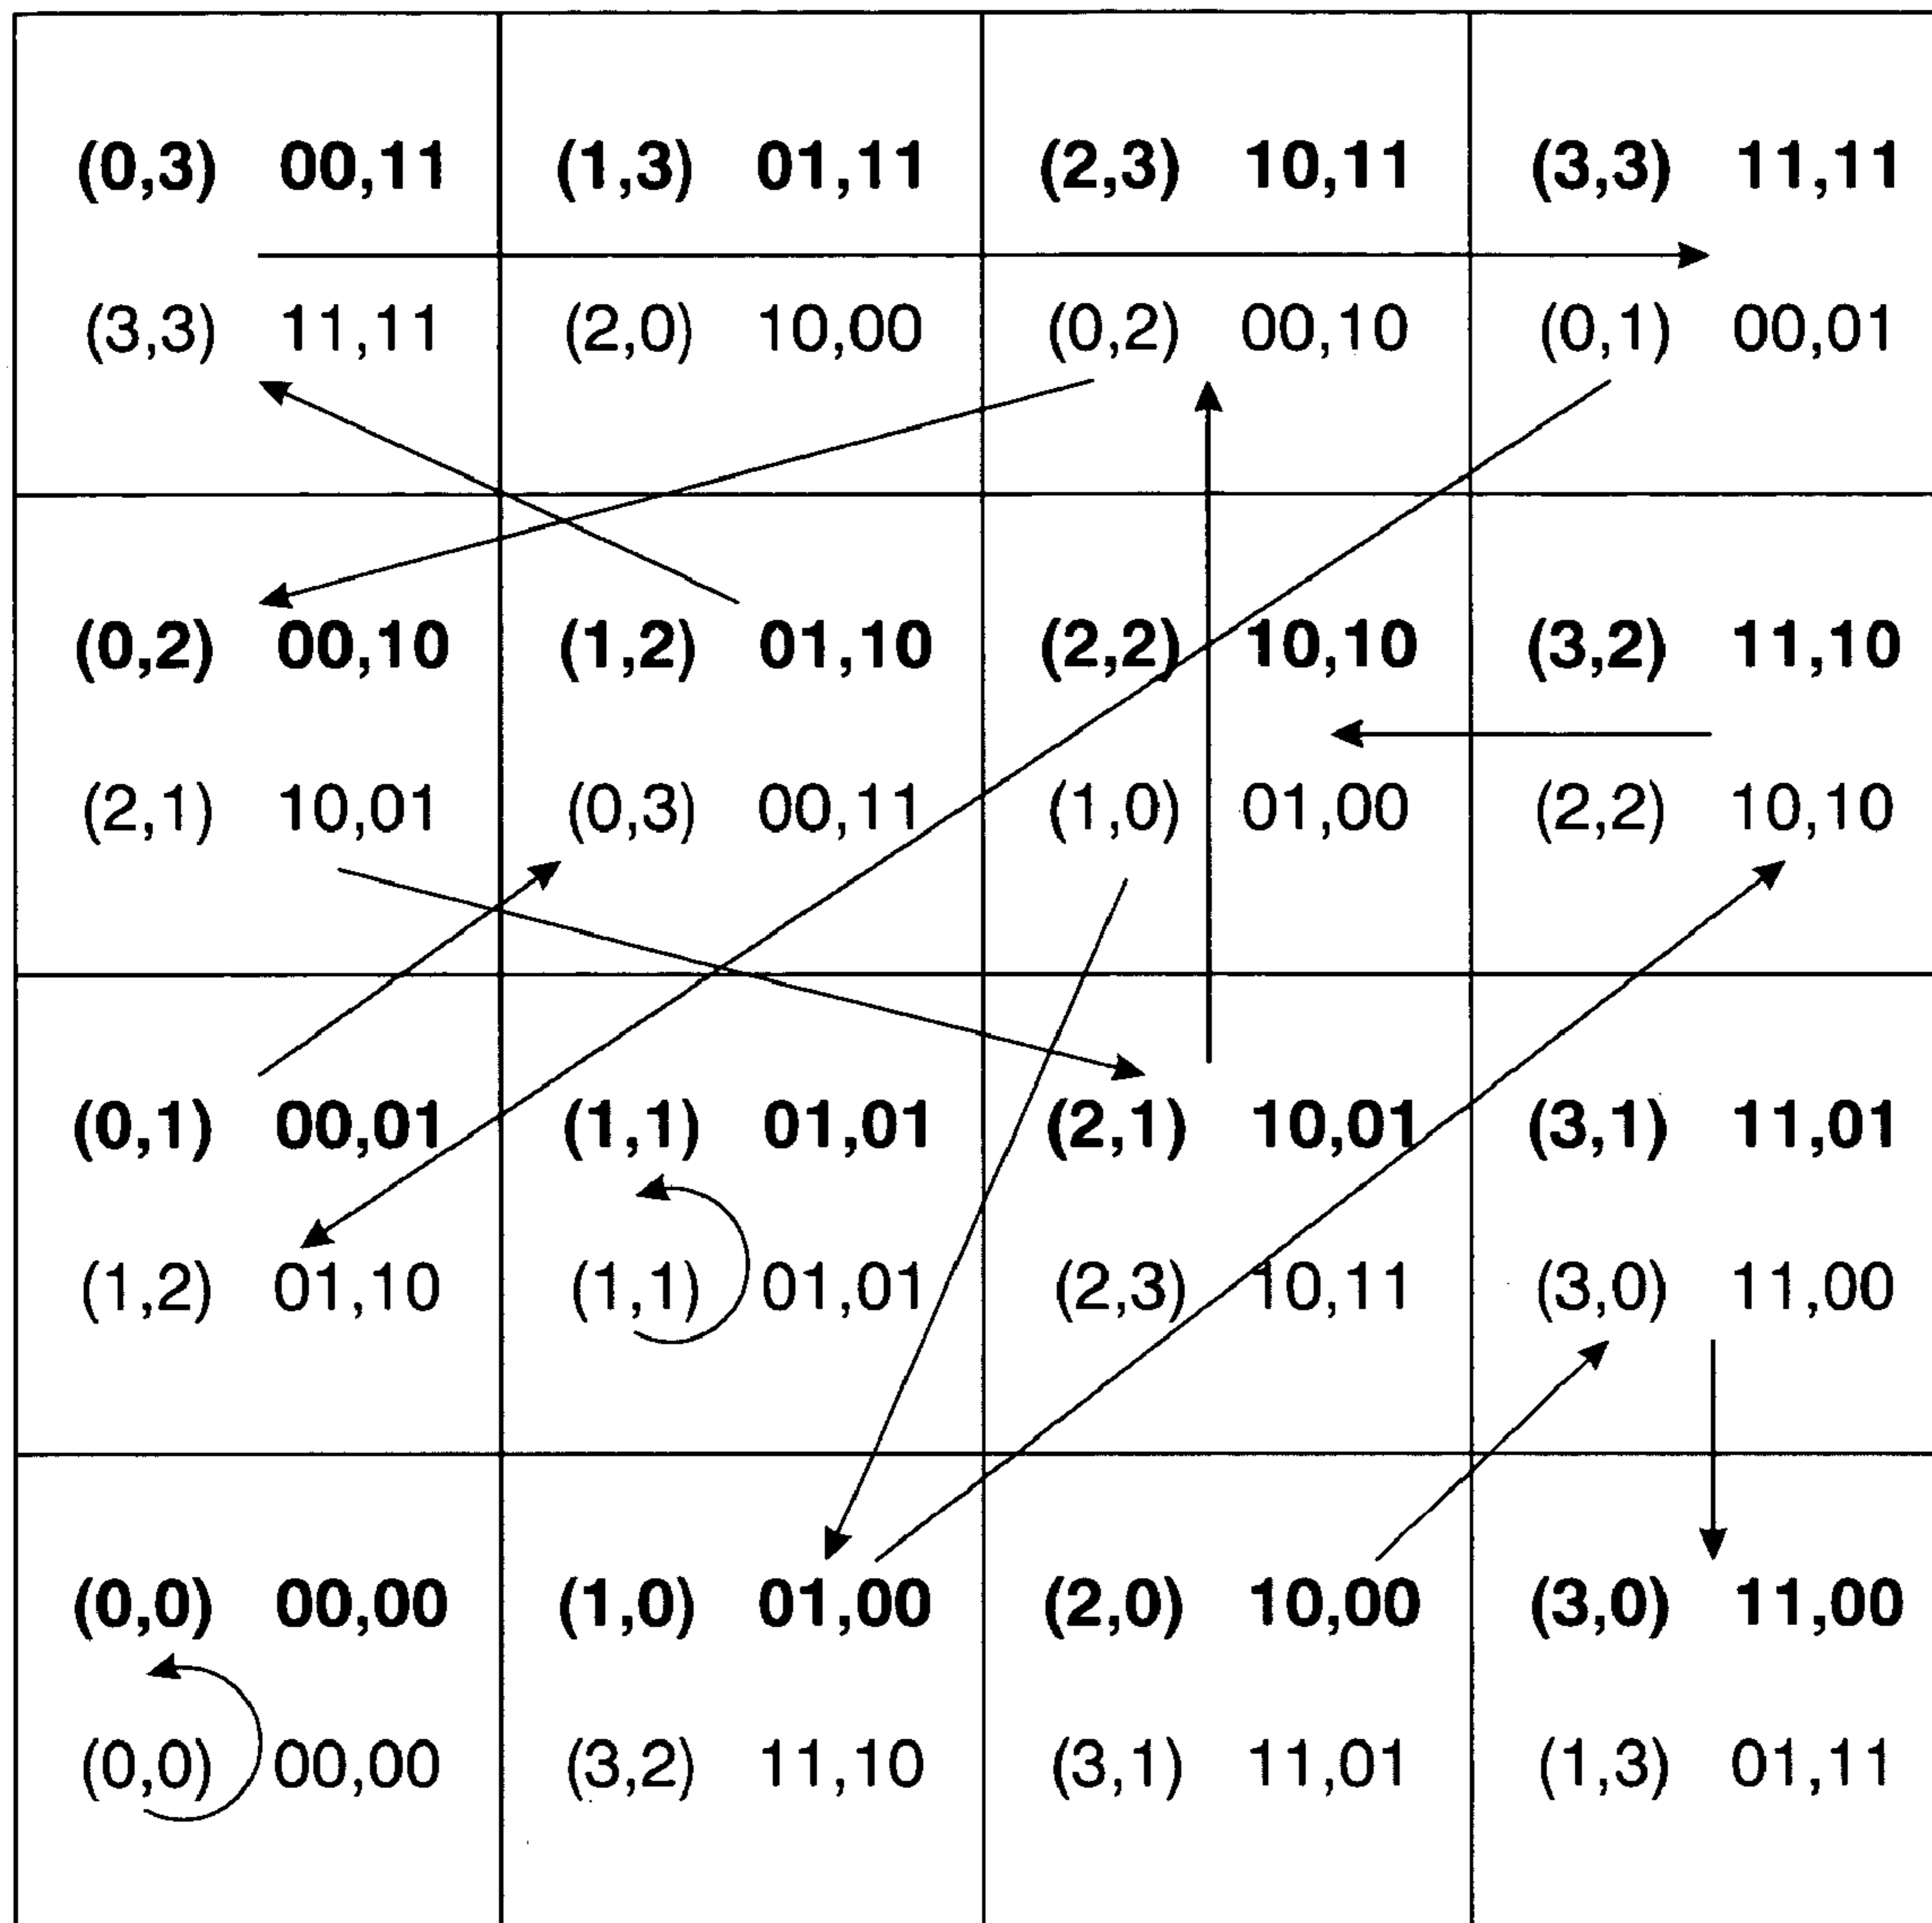 (0,3) 00,11 (1,3) 01,11 (2,3) 10,11 (3,3) 11,11
(3,3) 11,11 (2,0) 10,00 (0,2) 00,10 (0,1) 00,01
(0,2) 00,10 (1,2) 01,10 (2,2) 10,10 (3,2) 11,10
(2,1) 10,01 (0,3) 00,11 (1,0) 01,00 (2,2) 10,10
(0,1) 00,01 (1,1) 01,01 (2,1) 10,01 (3,1) 11,01
(1,2) 01,10 (1,1) 01,01 (2,3) 10,11 (3,0) 11,00
(0,0) 00,00 (1,0) 01,00 (2,0) 10,00 (3,0) 11,00
(0,0) 00,00 (3,2) 11,10 (3,1) 11,01 (1,3) 01,11